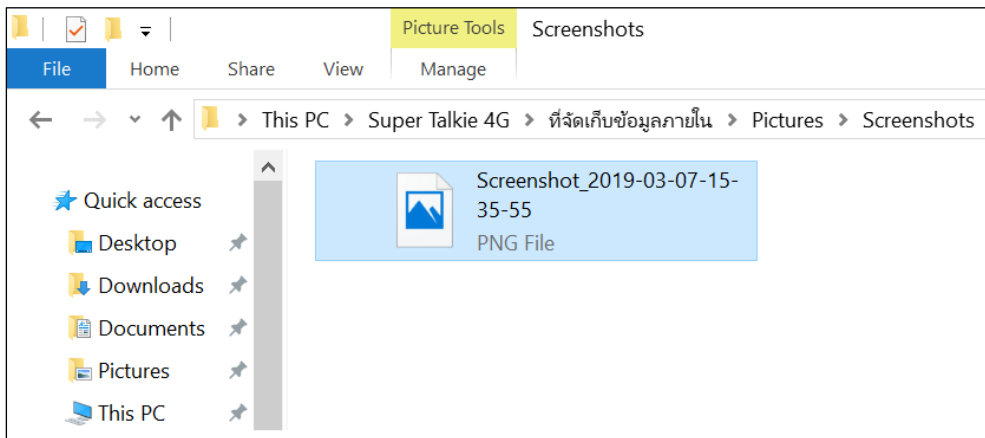 Picture Tools Screenshots
File Home Share View Manage
This PC > Super Talkie 4G > ที่จัดเก็บข้อมูลภายใน > Pictures > Screenshots
Quick access
Desktop
Downloads
Documents
Pictures
This PC
Screenshot_2019-03-07-15-
35-55
PNG File